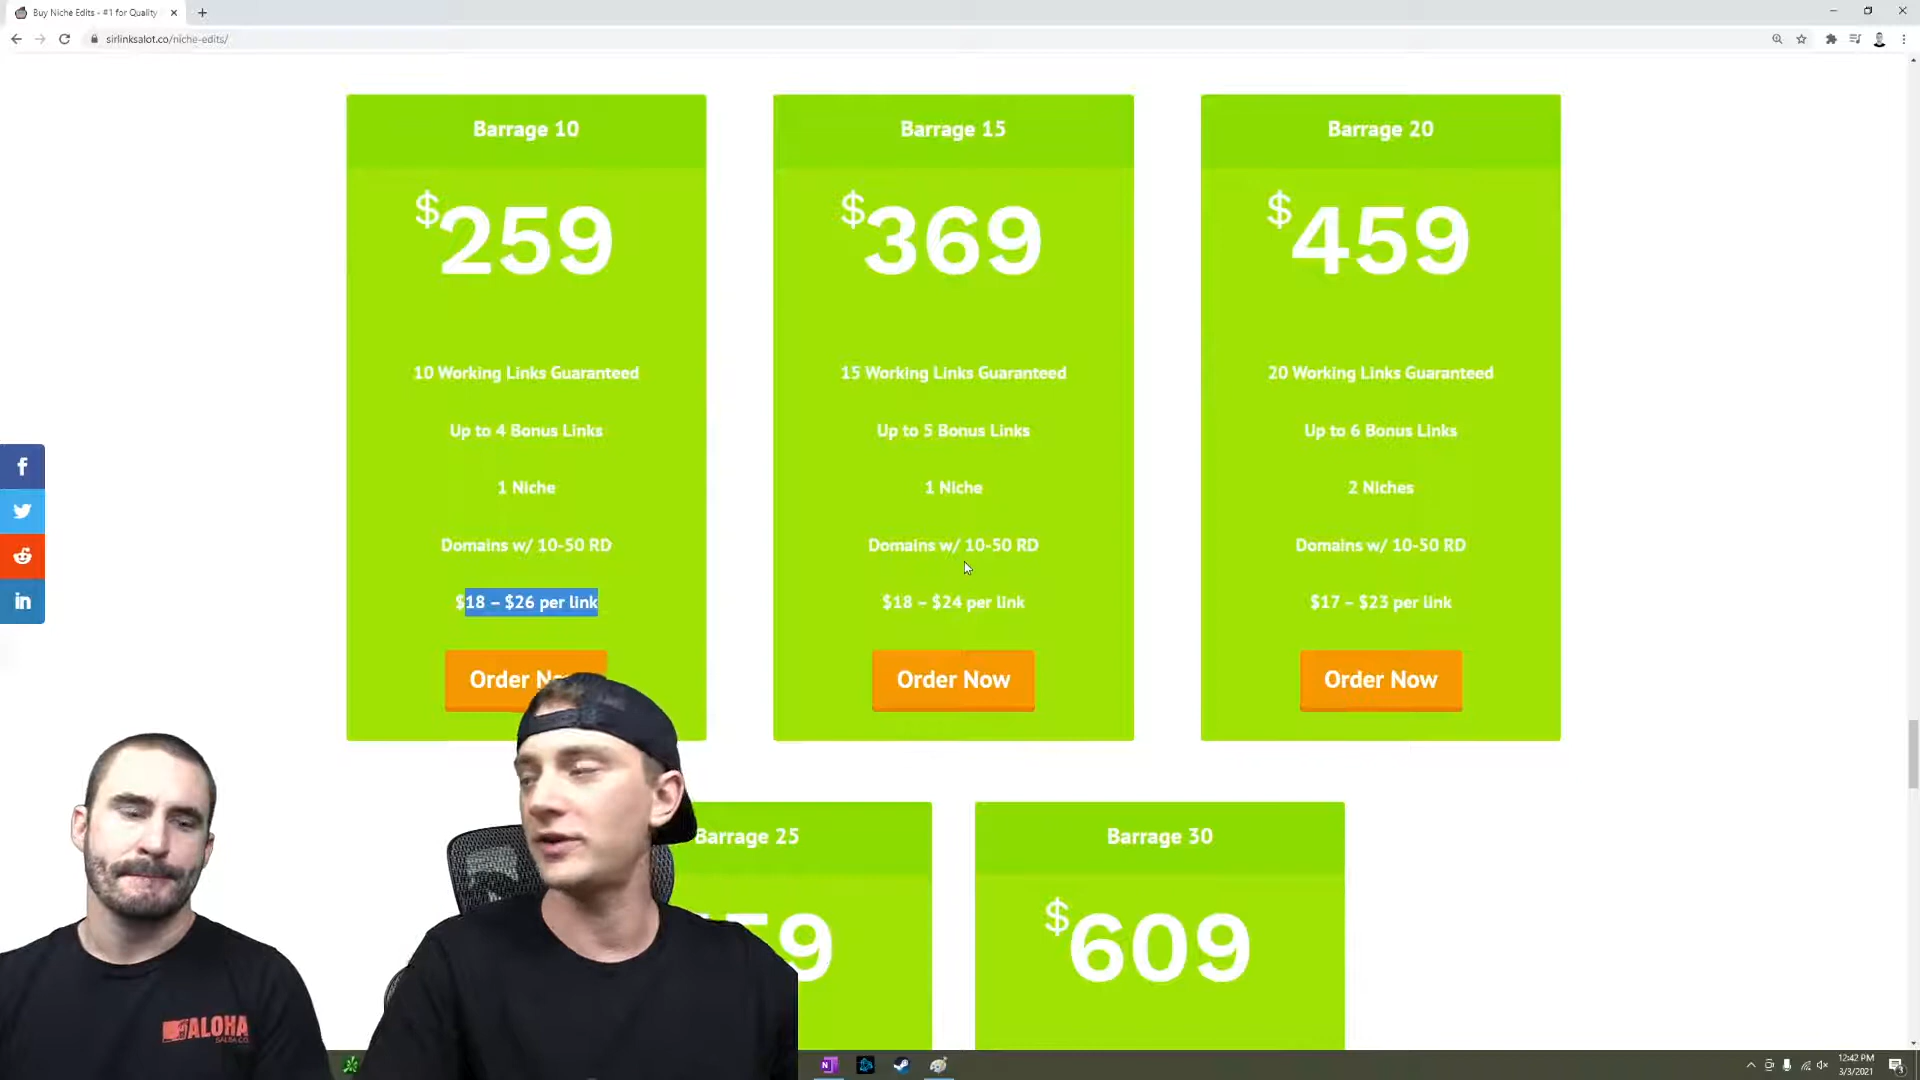 Buy Niche Edits - #1 for Quality
sirlinksalot.co/niche-edits/
Barrage 10
$259
10 Working Links Guaranteed
Up to 4 Bonus Links
1 Niche
Domains w/ 10-50 RD
$18 – $26 per link
Order
Barrage 15
$369
15 Working Links Guaranteed
Up to 5 Bonus Links
1 Niche
Domains w/ 10-50 RD
$18 – $24 per link
Order Now
Barrage 20
$459
20 Working Links Guaranteed
Up to 6 Bonus Links
2 Niches
Domains w/ 10-50 RD
$17 – $23 per link
Order Now
Barrage 25
Barrage 30
$609
ALOHA
SALSA CO.
12:42 PM
3/3/2021